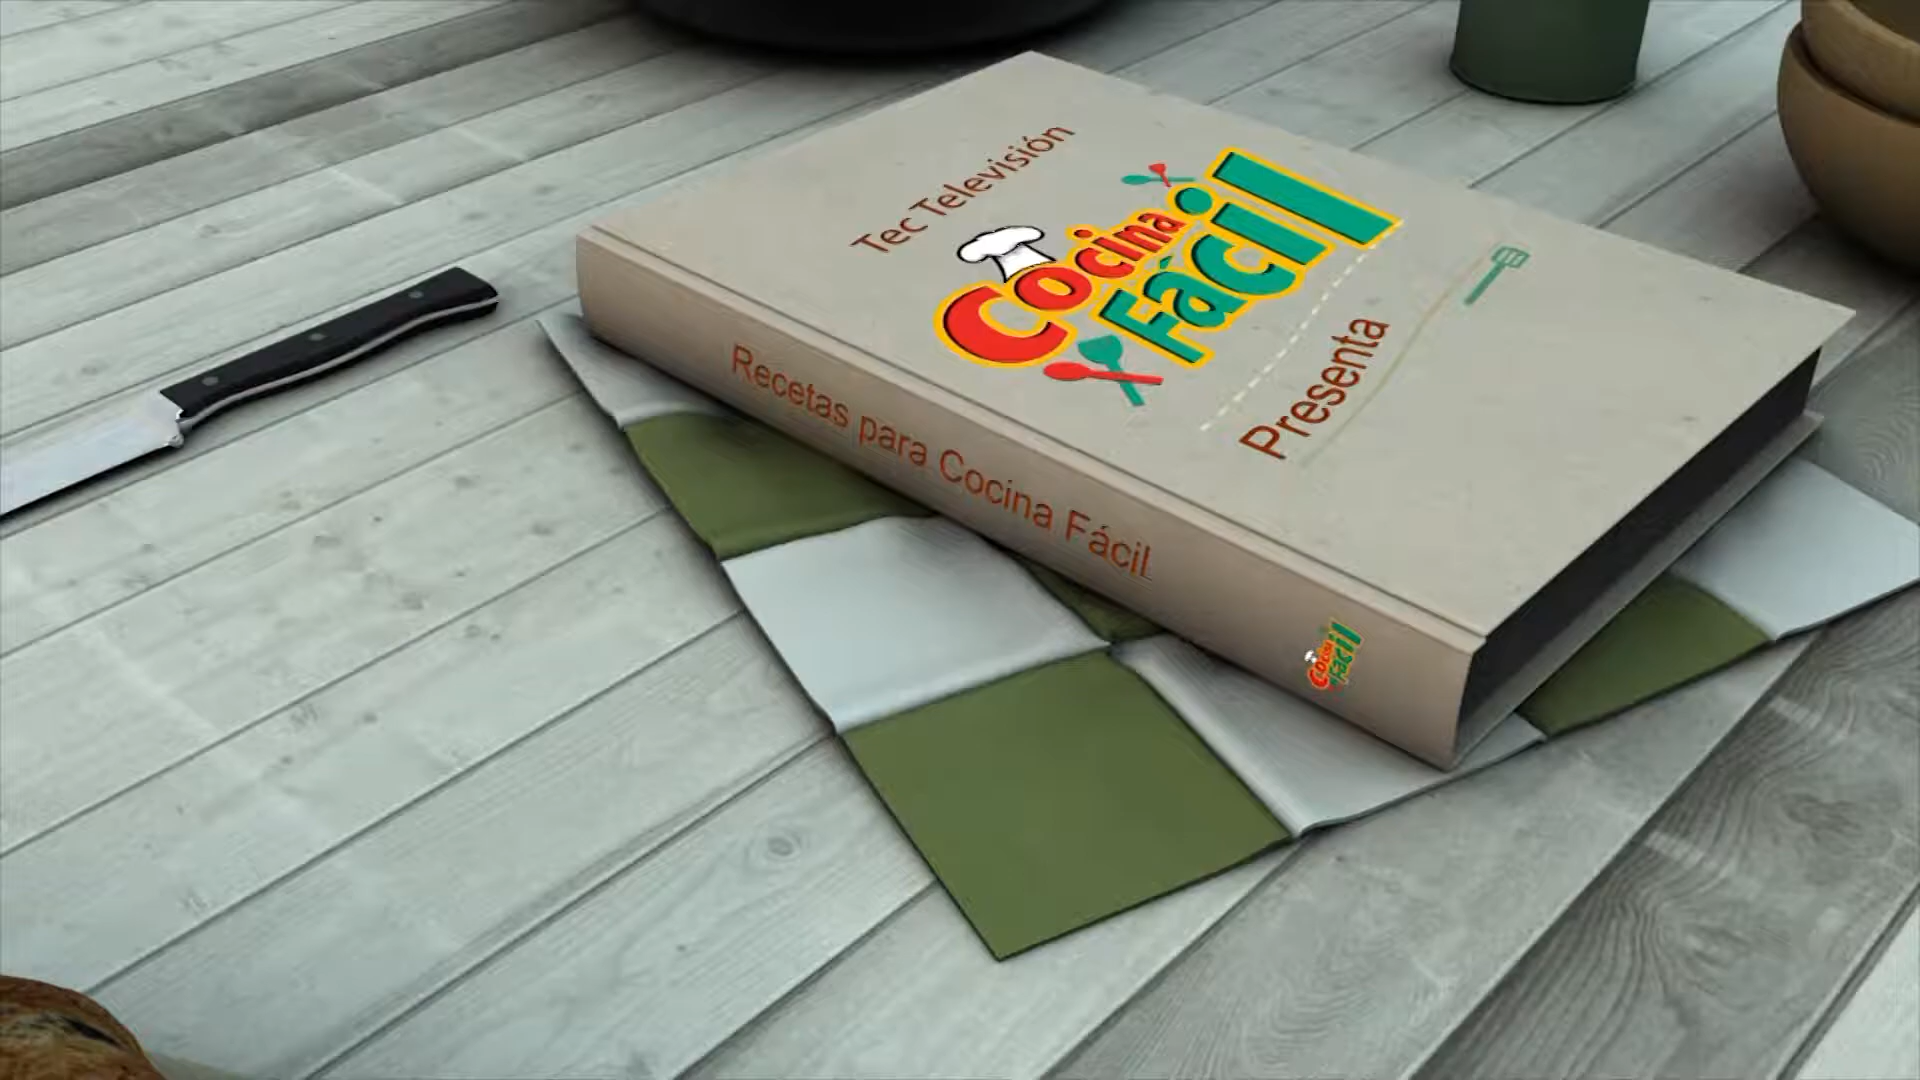 Tec Televisión
Cocina
Fácil
Presenta
Recetas para Cocina Fácil
Cocina
Fácil